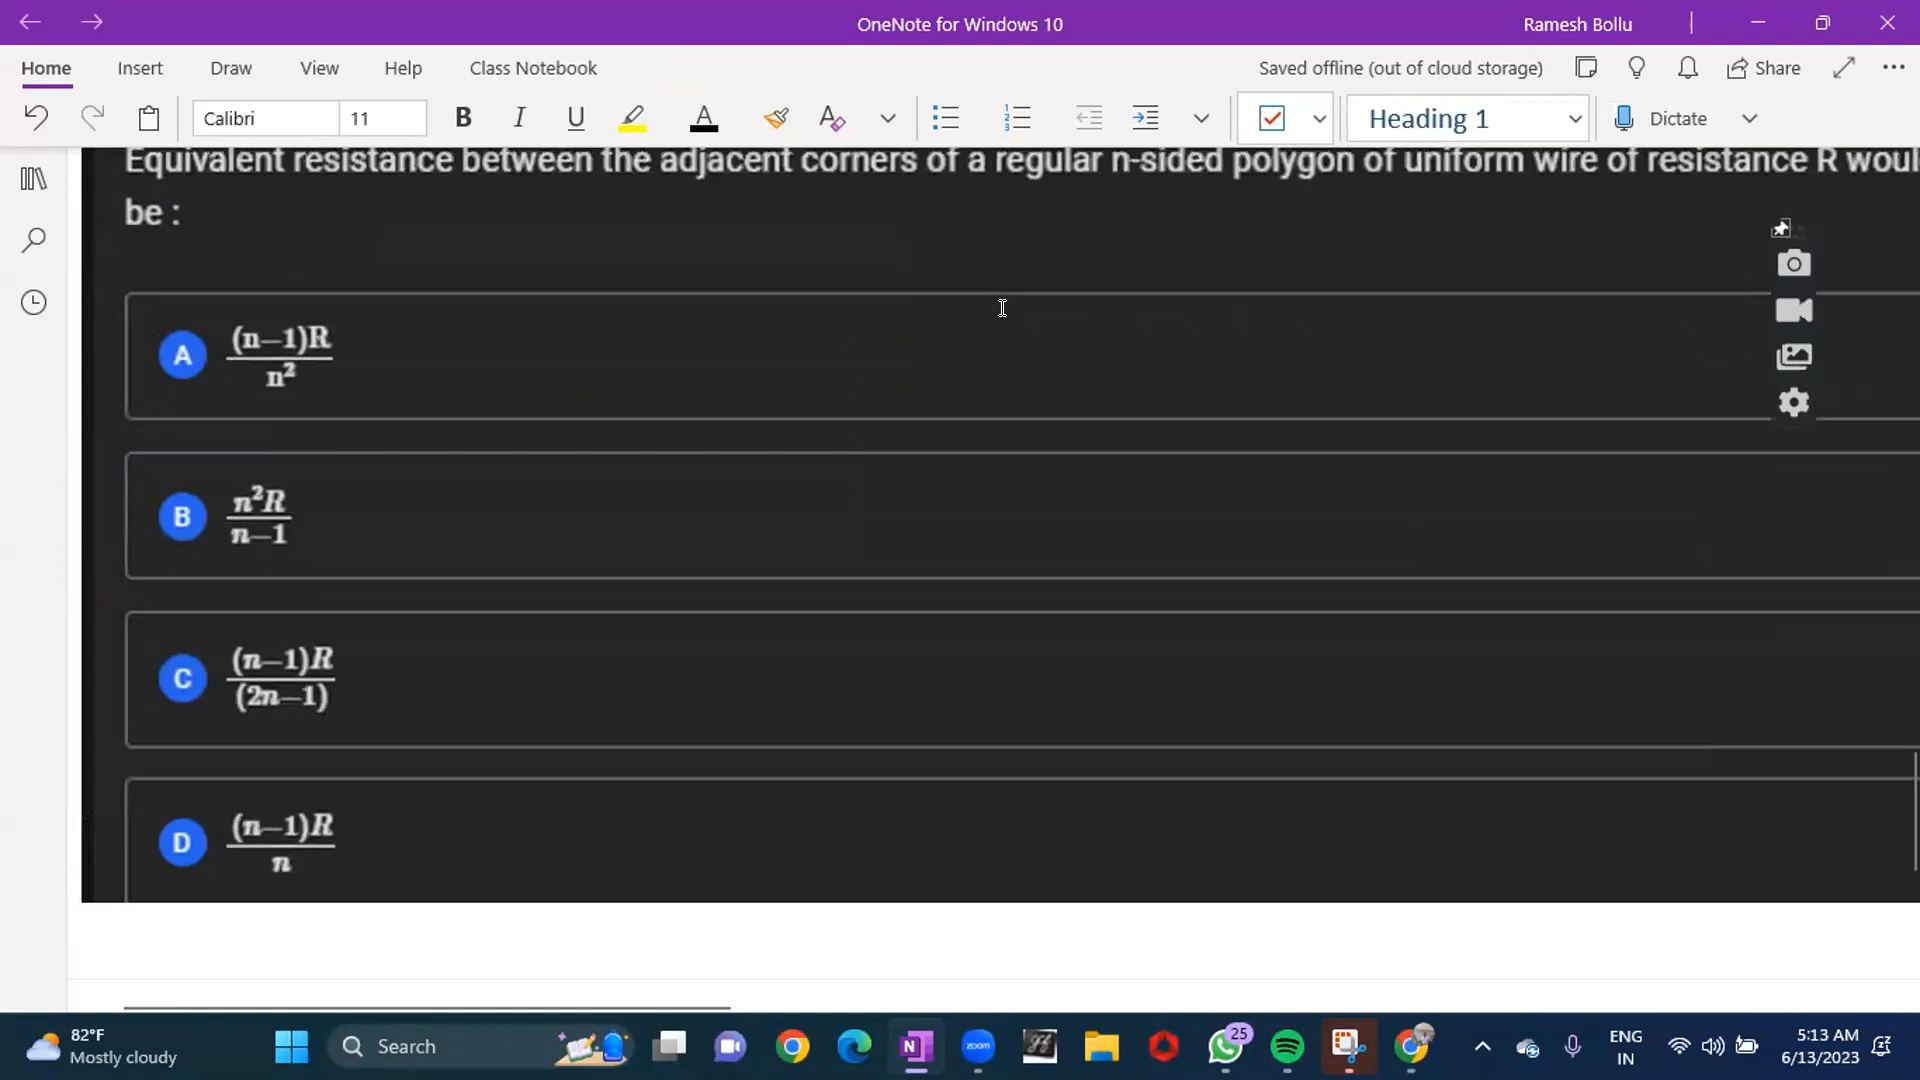 OneNote for Windows 10
Ramesh Bollu
Home Insert Draw View Help Class Notebook
Saved offline (out of cloud storage)
Share
Calibri 11 B I U A A Heading 1 Dictate
Equivalent resistance between the adjacent corners of a regular n-sided polygon of uniform wire of resistance R woul
be :
A (n–1)R / n²
B n²R / n–1
C (n–1)R / (2n–1)
D (n–1)R / n
82°F
Mostly cloudy
Search
N
zoom
25
ENG
IN
5:13 AM
6/13/2023